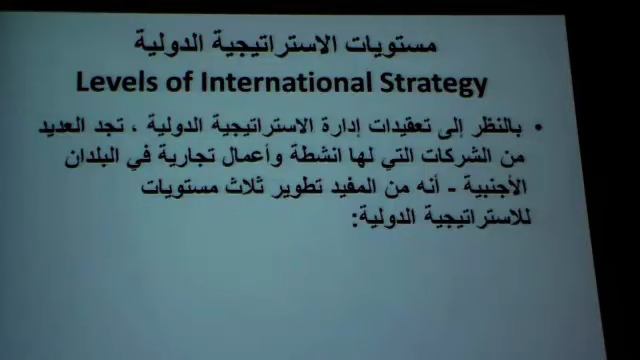 مستويات الاستراتيجية الدولية
Levels of International Strategy
• بالنظر إلى تعقيدات إدارة الاستراتيجية الدولية ، تجد العديد
من الشركات التي لها انشطة وأعمال تجارية في البلدان
الأجنبية - أنه من المفيد تطوير ثلاث مستويات
للاستراتيجية الدولية: